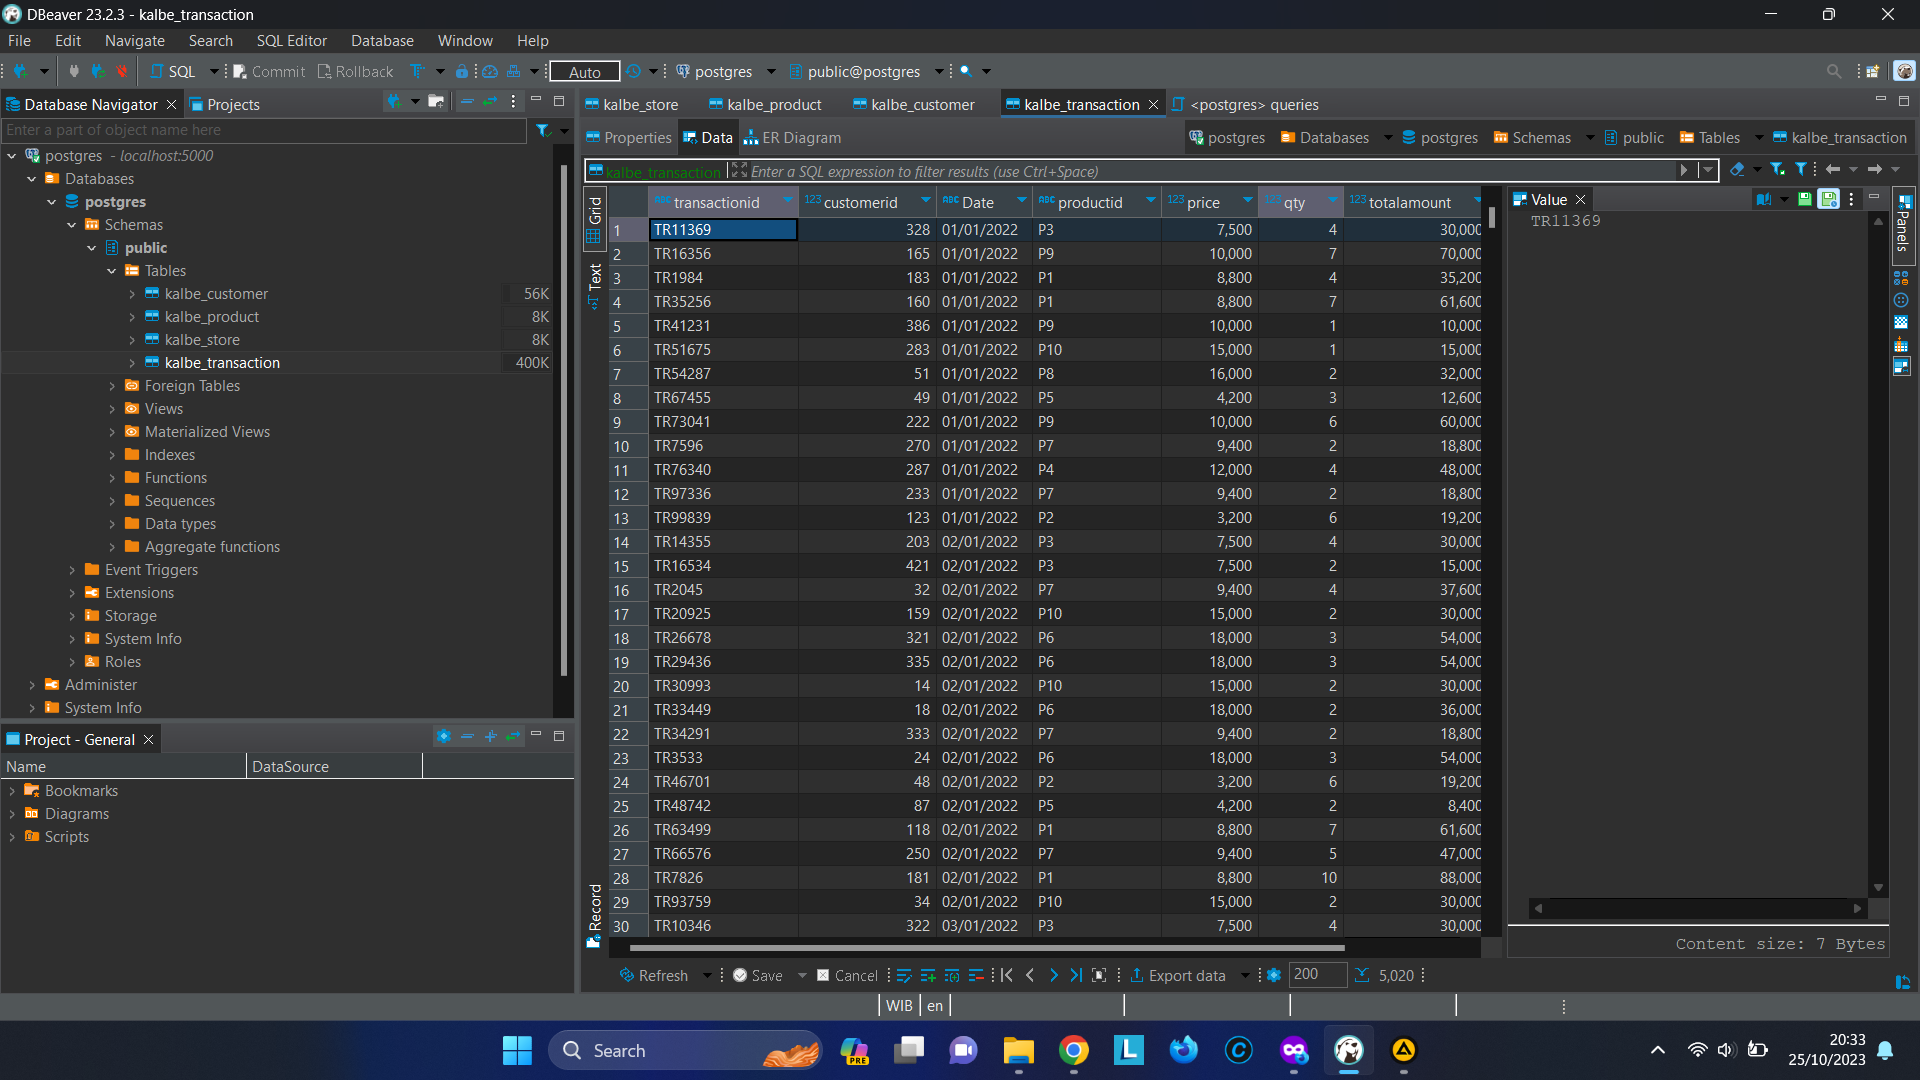 DBeaver 23.2.3 - kalbe_transaction
File Edit Navigate Search SQL Editor Database Window Help
SQL Commit Rollback Auto postgres public@postgres
Database Navigator Projects
Enter a part of object name here
postgres - localhost:5000
Databases
postgres
Schemas
public
Tables
kalbe_customer 56K
kalbe_product 8K
kalbe_store 8K
kalbe_transaction 400K
Foreign Tables
Views
Materialized Views
Indexes
Functions
Sequences
Data types
Aggregate functions
Event Triggers
Extensions
Storage
System Info
Roles
Administer
System Info
Project - General
Name DataSource
Bookmarks
Diagrams
Scripts
kalbe_store kalbe_product kalbe_customer kalbe_transaction <postgres> queries
Properties Data ER Diagram postgres Databases postgres Schemas public Tables kalbe_transaction
kalbe_transaction Enter a SQL expression to filter results (use Ctrl+Space)
Grid
Text
Record
ABC transactionid 123 customerid ABC Date ABC productid 123 price 123 qty 123 totalamount
1 TR11369 328 01/01/2022 P3 7,500 4 30,000
2 TR16356 165 01/01/2022 P9 10,000 7 70,000
3 TR1984 183 01/01/2022 P1 8,800 4 35,200
4 TR35256 160 01/01/2022 P1 8,800 7 61,600
5 TR41231 386 01/01/2022 P9 10,000 1 10,000
6 TR51675 283 01/01/2022 P10 15,000 1 15,000
7 TR54287 51 01/01/2022 P8 16,000 2 32,000
8 TR67455 49 01/01/2022 P5 4,200 3 12,600
9 TR73041 222 01/01/2022 P9 10,000 6 60,000
10 TR7596 270 01/01/2022 P7 9,400 2 18,800
11 TR76340 287 01/01/2022 P4 12,000 4 48,000
12 TR97336 233 01/01/2022 P7 9,400 2 18,800
13 TR99839 123 01/01/2022 P2 3,200 6 19,200
14 TR14355 203 02/01/2022 P3 7,500 4 30,000
15 TR16534 421 02/01/2022 P3 7,500 2 15,000
16 TR2045 32 02/01/2022 P7 9,400 4 37,600
17 TR20925 159 02/01/2022 P10 15,000 2 30,000
18 TR26678 321 02/01/2022 P6 18,000 3 54,000
19 TR29436 335 02/01/2022 P6 18,000 3 54,000
20 TR30993 14 02/01/2022 P10 15,000 2 30,000
21 TR33449 18 02/01/2022 P6 18,000 2 36,000
22 TR34291 333 02/01/2022 P7 9,400 2 18,800
23 TR3533 24 02/01/2022 P6 18,000 3 54,000
24 TR46701 48 02/01/2022 P2 3,200 6 19,200
25 TR48742 87 02/01/2022 P5 4,200 2 8,400
26 TR63499 118 02/01/2022 P1 8,800 7 61,600
27 TR66576 250 02/01/2022 P7 9,400 5 47,000
28 TR7826 181 02/01/2022 P1 8,800 10 88,000
29 TR93759 34 02/01/2022 P10 15,000 2 30,000
30 TR10346 322 03/01/2022 P3 7,500 4 30,000
Value
TR11369
Content size: 7 Bytes
Panels
Refresh Save Cancel Export data 200 5,020
WIB en
Search PRE
20:33
25/10/2023